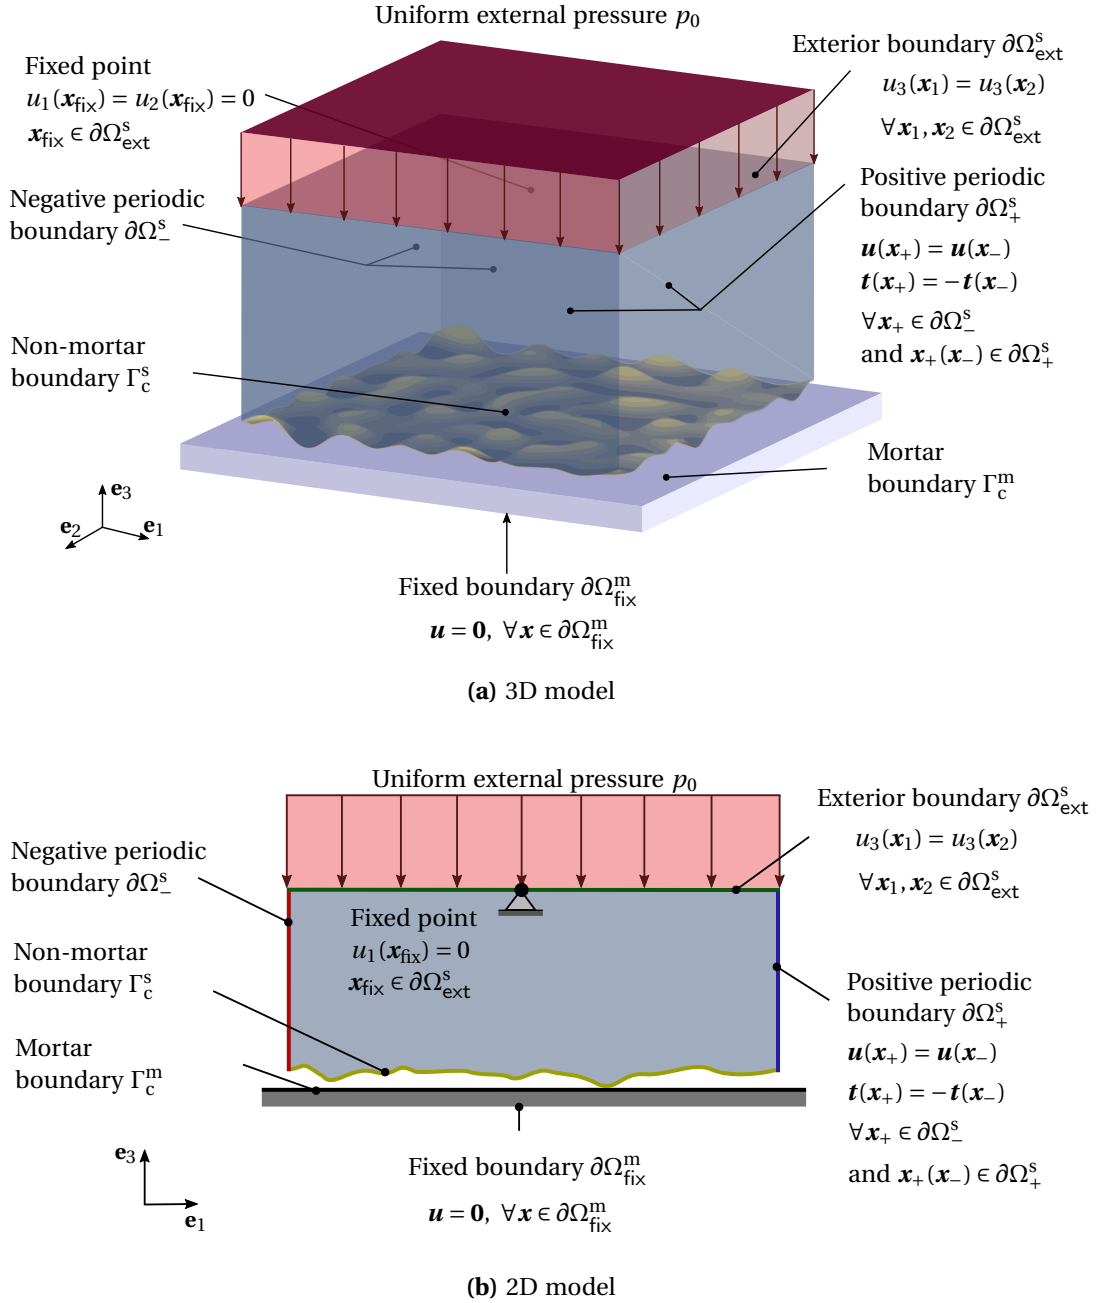 Uniform external pressure p₀
Fixed point
u₁(x_fix) = u₂(x_fix) = 0
x_fix ∈ ∂Ω^s_ext
Exterior boundary ∂Ω^s_ext
u₃(x₁) = u₃(x₂)
∀x₁, x₂ ∈ ∂Ω^s_ext
Negative periodic
boundary ∂Ω^s_−
Positive periodic
boundary ∂Ω^s_+
u(x₊) = u(x₋)
t(x₊) = −t(x₋)
∀x₊ ∈ ∂Ω^s_−
and x₊(x₋) ∈ ∂Ω^s_+
Non-mortar
boundary Γ^s_c
Mortar
boundary Γ^m_c
e₃
e₂
e₁
Fixed boundary ∂Ω^m_fix
u = 0, ∀x ∈ ∂Ω^m_fix
(a) 3D model
Uniform external pressure p₀
Exterior boundary ∂Ω^s_ext
u₃(x₁) = u₃(x₂)
∀x₁, x₂ ∈ ∂Ω^s_ext
Negative periodic
boundary ∂Ω^s_−
Fixed point
u₁(x_fix) = 0
x_fix ∈ ∂Ω^s_ext
Non-mortar
boundary Γ^s_c
Mortar
boundary Γ^m_c
Positive periodic
boundary ∂Ω^s_+
u(x₊) = u(x₋)
t(x₊) = −t(x₋)
∀x₊ ∈ ∂Ω^s_−
and x₊(x₋) ∈ ∂Ω^s_+
e₃
e₁
Fixed boundary ∂Ω^m_fix
u = 0, ∀x ∈ ∂Ω^m_fix
(b) 2D model